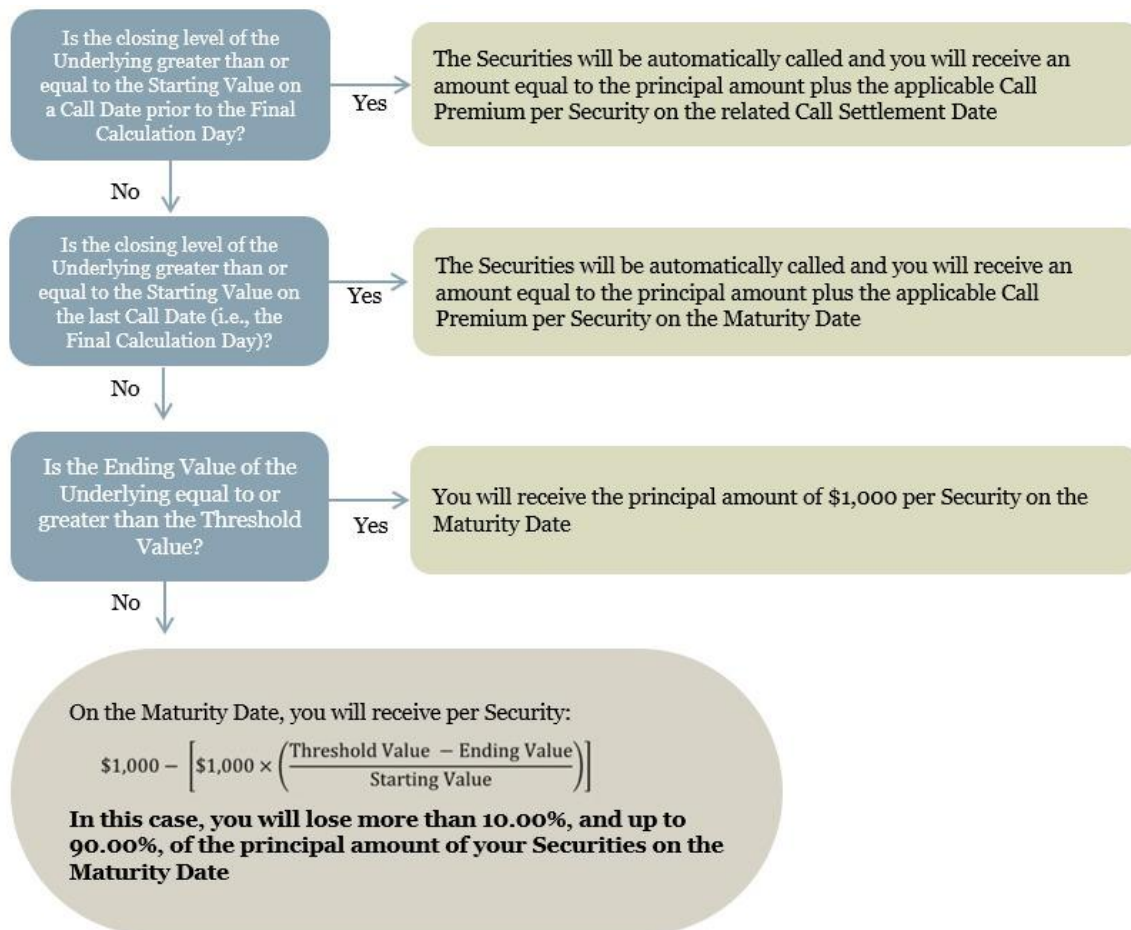 Is the closing level of the
Underlying greater than or
equal to the Starting Value on
a Call Date prior to the Final
Calculation Day?
Yes
The Securities will be automatically called and you will receive an
amount equal to the principal amount plus the applicable Call
Premium per Security on the related Call Settlement Date
No
Is the closing level of the
Underlying greater than or
equal to the Starting Value on
the last Call Date (i.e., the
Final Calculation Day)?
Yes
The Securities will be automatically called and you will receive an
amount equal to the principal amount plus the applicable Call
Premium per Security on the Maturity Date
No
Is the Ending Value of the
Underlying equal to or
greater than the Threshold
Value?
Yes
You will receive the principal amount of $1,000 per Security on the
Maturity Date
No
On the Maturity Date, you will receive per Security:
$1,000 − [$1,000 × (Threshold Value − Ending Value / Starting Value)]
In this case, you will lose more than 10.00%, and up to
90.00%, of the principal amount of your Securities on the
Maturity Date